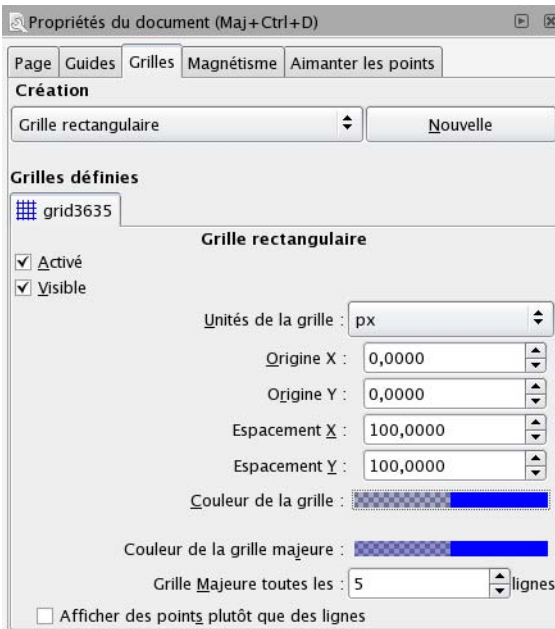 Propriétés du document (Maj+Ctrl+D)
Page Guides Grilles Magnétisme Aimanter les points
Création
Grille rectangulaire Nouvelle
Grilles définies
grid3635
Grille rectangulaire
Activé
Visible
Unités de la grille : px
Origine X : 0,0000
Origine Y : 0,0000
Espacement X : 100,0000
Espacement Y : 100,0000
Couleur de la grille :
Couleur de la grille majeure :
Grille Majeure toutes les : 5 lignes
Afficher des points plutôt que des lignes